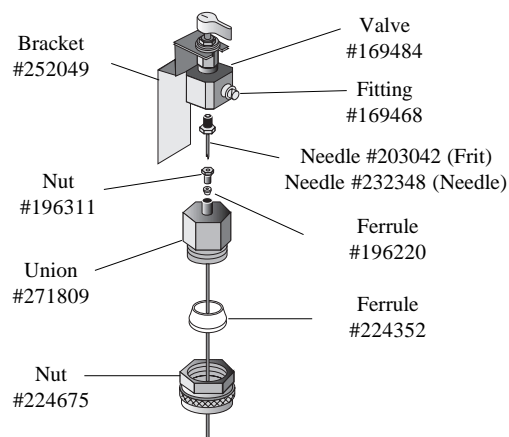 Bracket
#252049
Valve
#169484
Fitting
#169468
Needle #203042 (Frit)
Needle #232348 (Needle)
Nut
#196311
Ferrule
#196220
Union
#271809
Ferrule
#224352
Nut
#224675